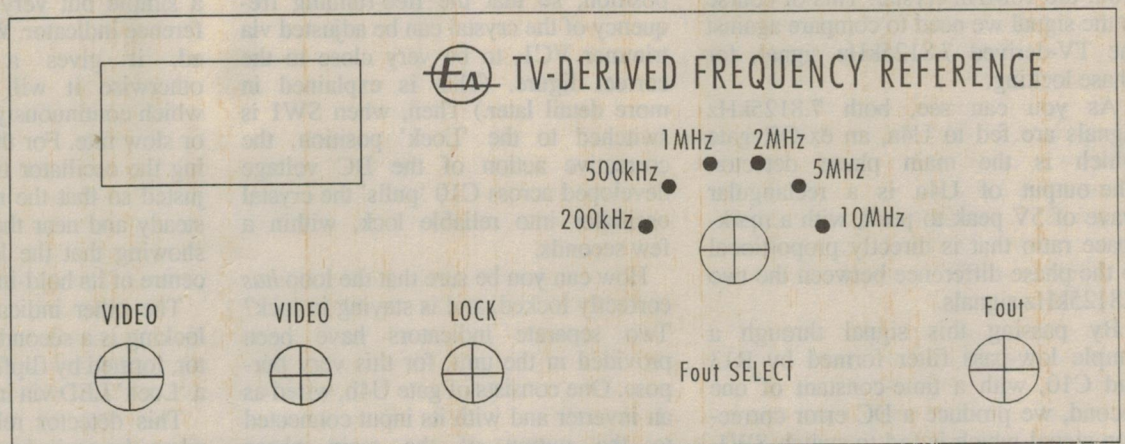 EA TV-DERIVED FREQUENCY REFERENCE
1MHz 2MHz
500kHz 5MHz
200kHz 10MHz
VIDEO VIDEO LOCK Fout
Fout SELECT